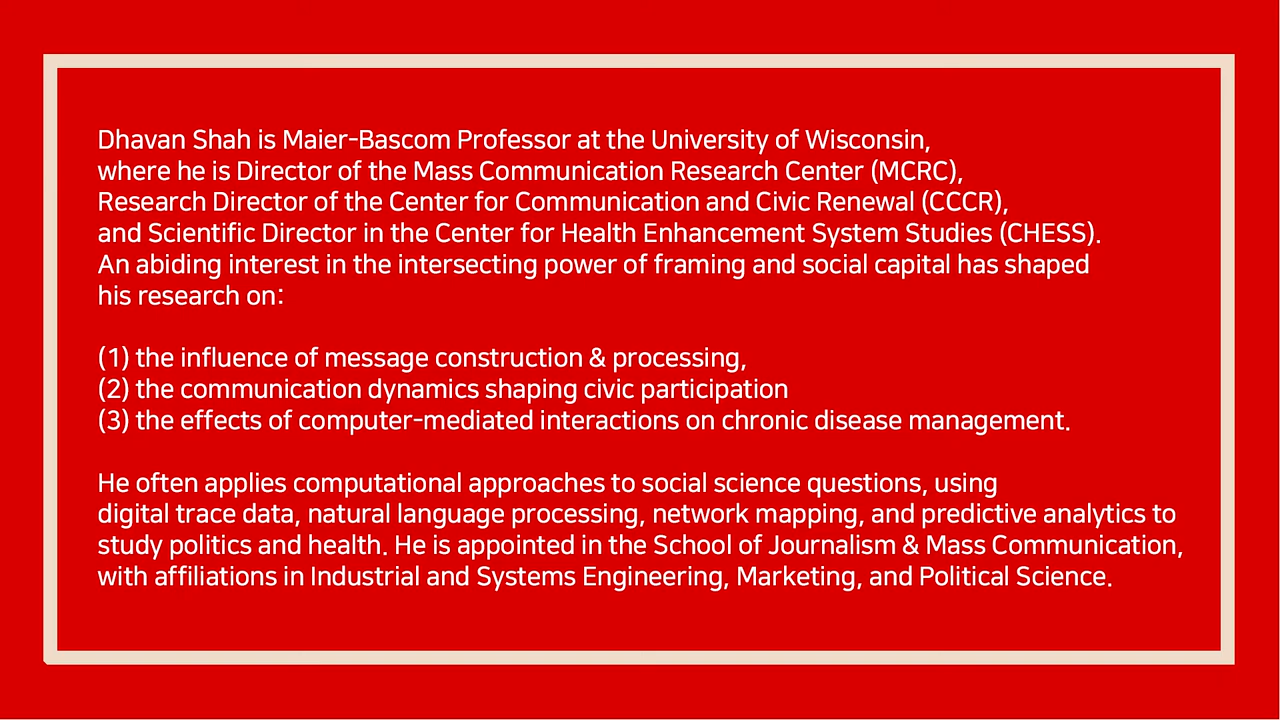 Dhavan Shah is Maier-Bascom Professor at the University of Wisconsin,
where he is Director of the Mass Communication Research Center (MCRC),
Research Director of the Center for Communication and Civic Renewal (CCCR),
and Scientific Director in the Center for Health Enhancement System Studies (CHESS).
An abiding interest in the intersecting power of framing and social capital has shaped
his research on:
(1) the influence of message construction & processing,
(2) the communication dynamics shaping civic participation
(3) the effects of computer-mediated interactions on chronic disease management.
He often applies computational approaches to social science questions, using
digital trace data, natural language processing, network mapping, and predictive analytics to
study politics and health. He is appointed in the School of Journalism & Mass Communication,
with affiliations in Industrial and Systems Engineering, Marketing, and Political Science.